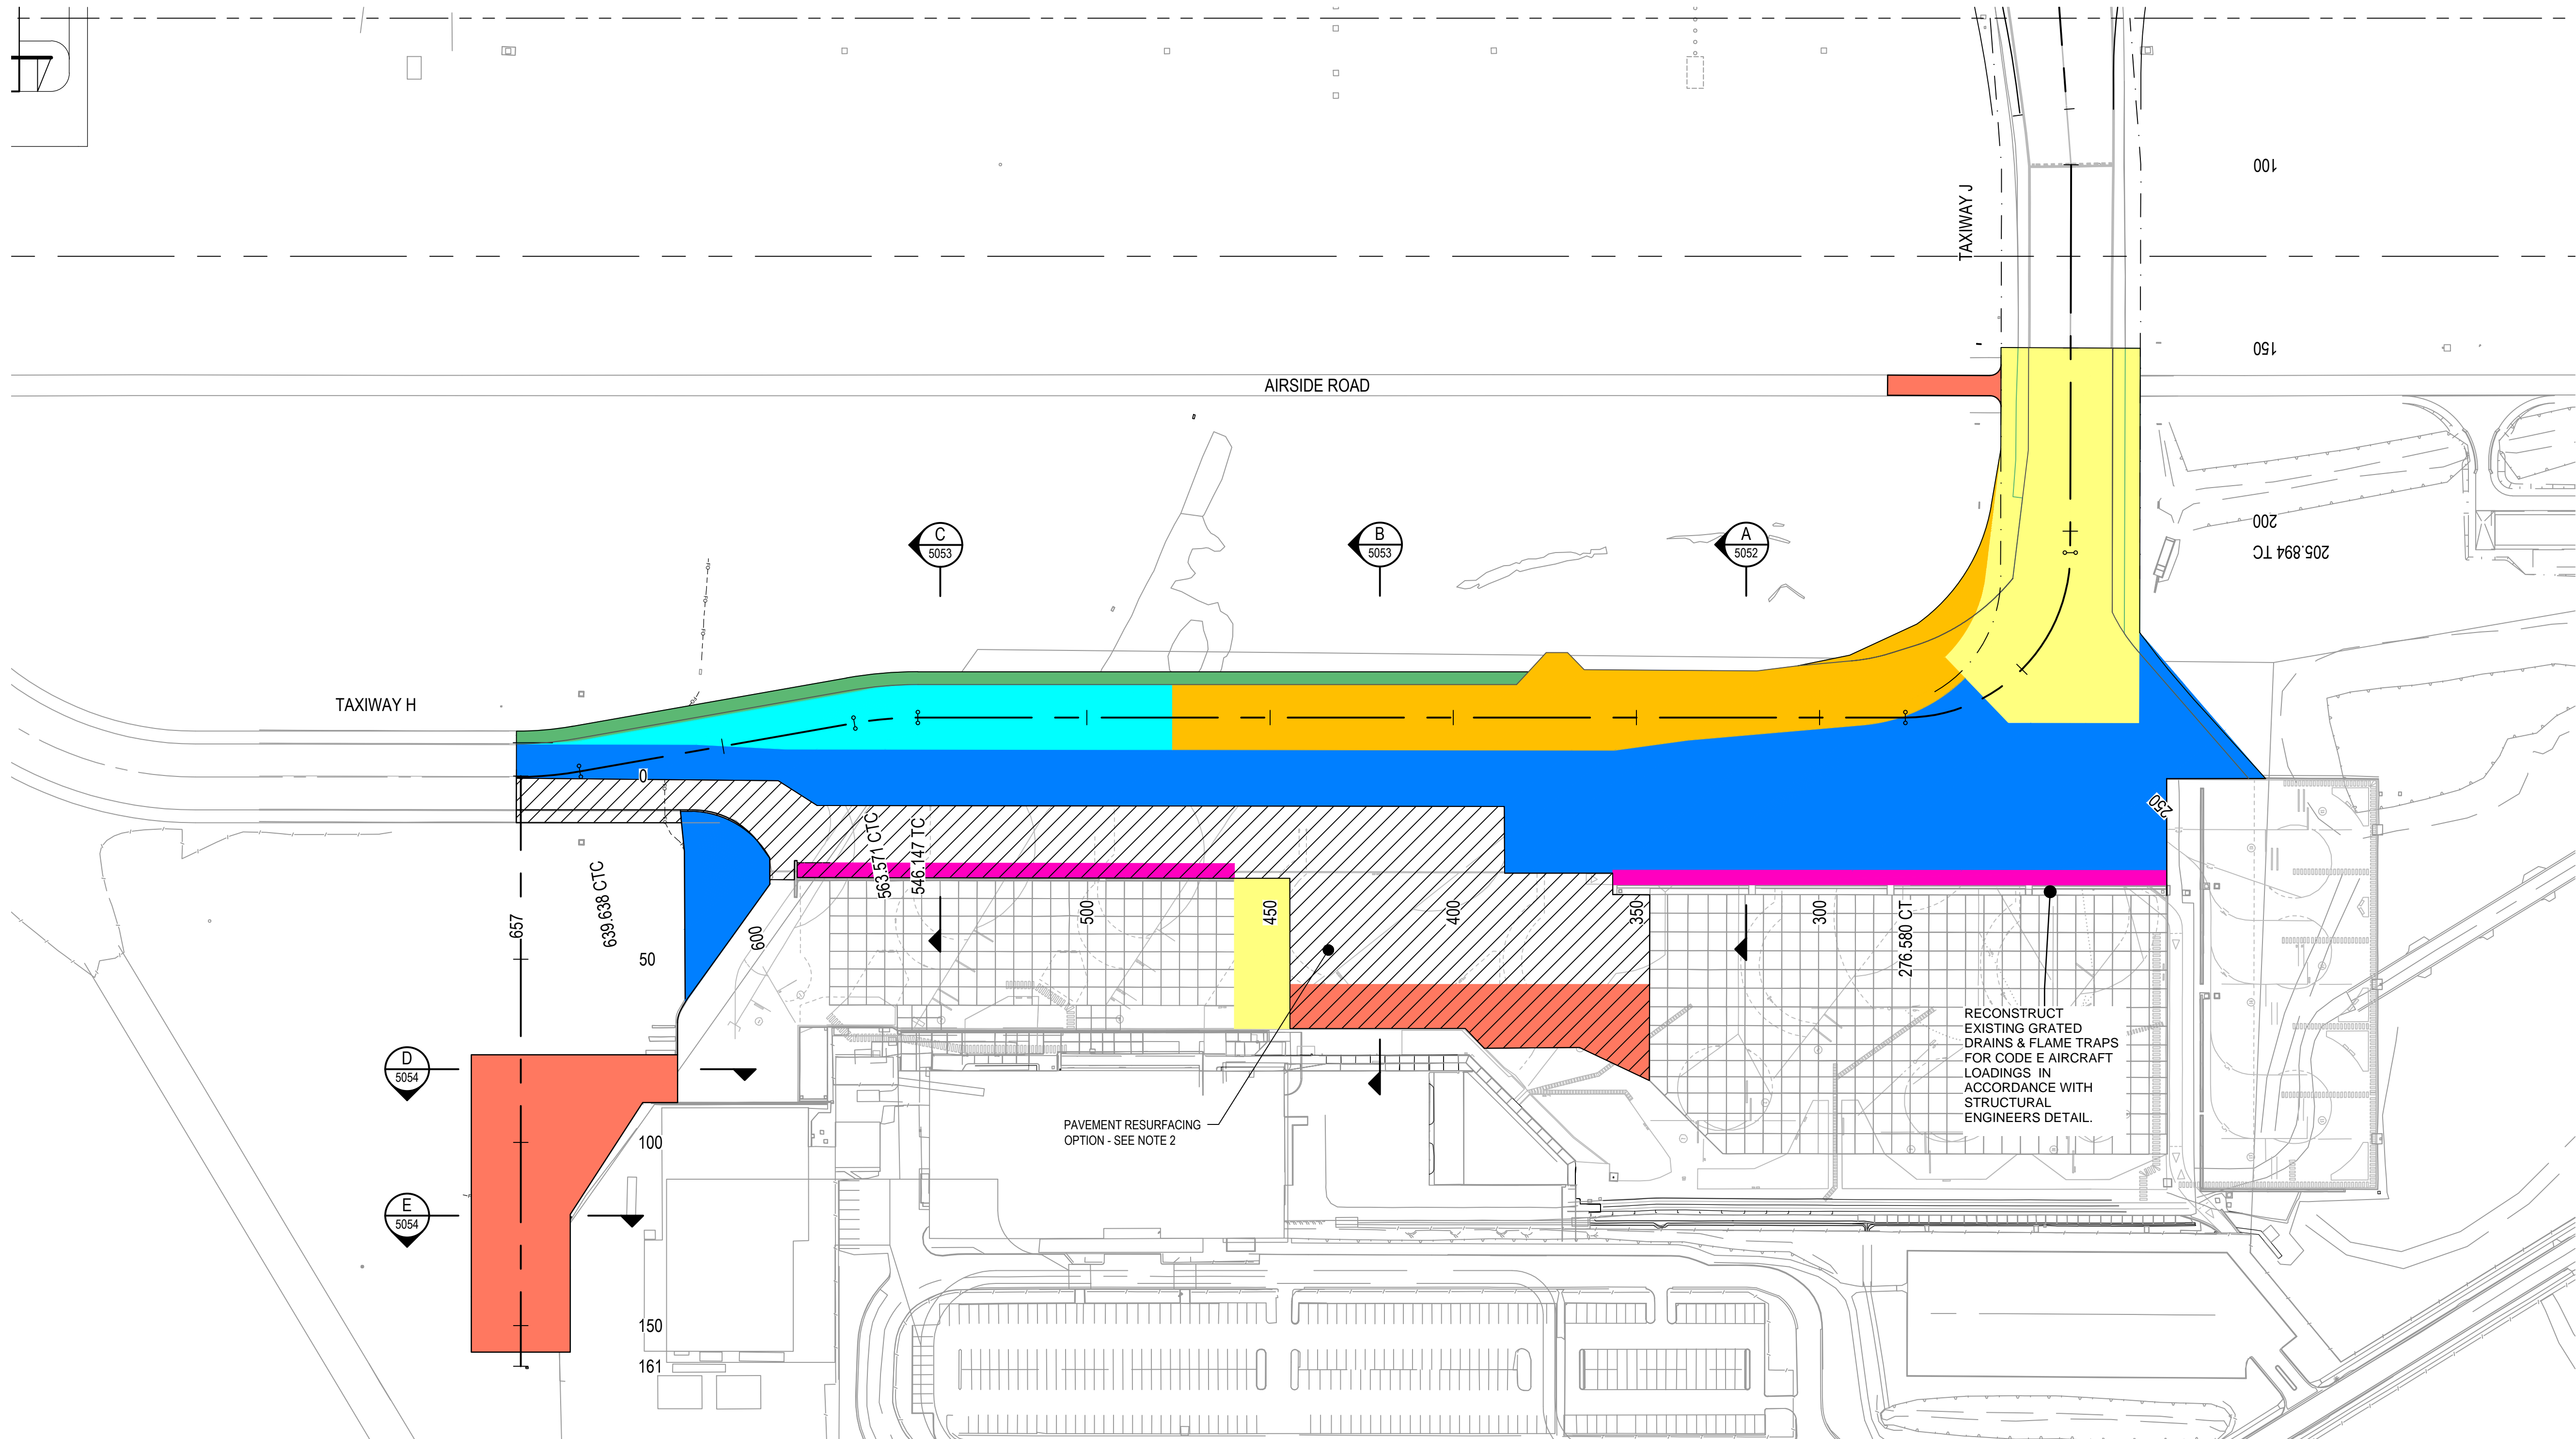 100
TAXIWAY J
150
AIRSIDE ROAD
200
205.894 TC
C
5053
B
5053
A
5052
TAXIWAY H
0
250
563.571 CTC
546.147 TC
639.638 CTC
657
600
500
450
400
350
300
276.580 CT
50
RECONSTRUCT
EXISTING GRATED
DRAINS & FLAME TRAPS
FOR CODE E AIRCRAFT
LOADINGS IN
ACCORDANCE WITH
STRUCTURAL
ENGINEERS DETAIL.
D
5054
PAVEMENT RESURFACING
OPTION - SEE NOTE 2
100
E
5054
150
161